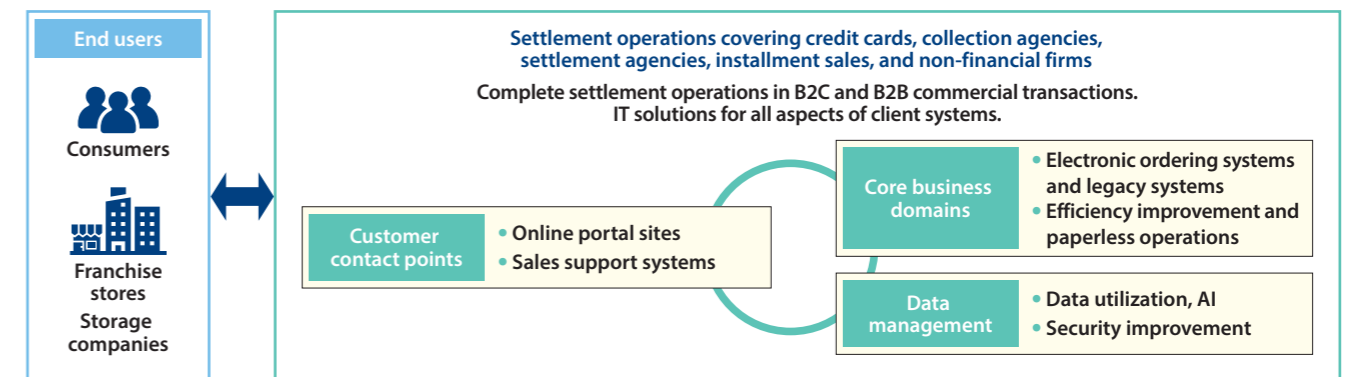 End users
Consumers
Franchise
stores
Storage
companies
Settlement operations covering credit cards, collection agencies,
settlement agencies, installment sales, and non-financial firms
Complete settlement operations in B2C and B2B commercial transactions.
IT solutions for all aspects of client systems.
Customer
contact points
• Online portal sites
• Sales support systems
Core business
domains
• Electronic ordering systems
and legacy systems
• Efficiency improvement and
paperless operations
Data
management
• Data utilization, AI
• Security improvement